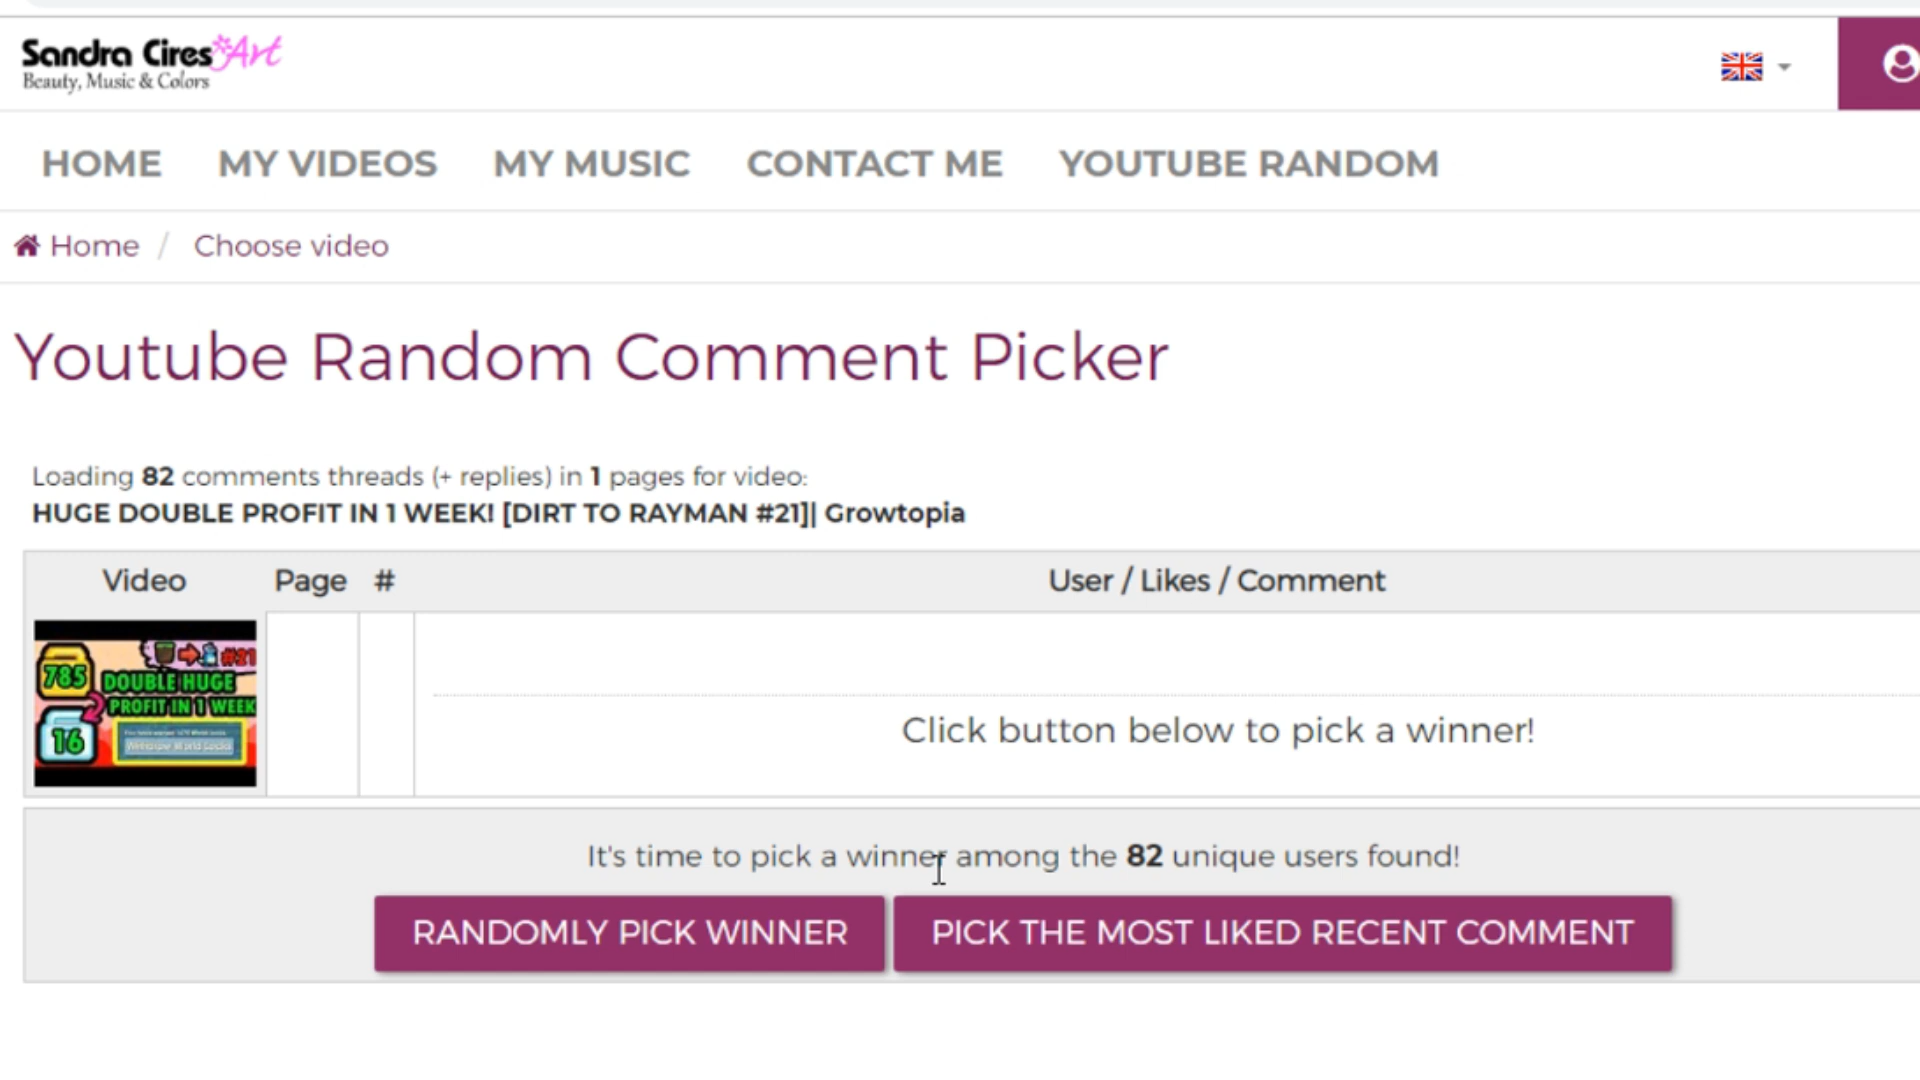 Sandra Cires Art
Beauty, Music & Colors
HOME MY VIDEOS MY MUSIC CONTACT ME YOUTUBE RANDOM
Home / Choose video
Youtube Random Comment Picker
Loading 82 comments threads (+ replies) in 1 pages for video:
HUGE DOUBLE PROFIT IN 1 WEEK! [DIRT TO RAYMAN #21]| Growtopia
Video Page # User / Likes / Comment
785 #21
DOUBLE HUGE
PROFIT IN 1 WEEK
16
Click button below to pick a winner!
It's time to pick a winner among the 82 unique users found!
RANDOMLY PICK WINNER PICK THE MOST LIKED RECENT COMMENT